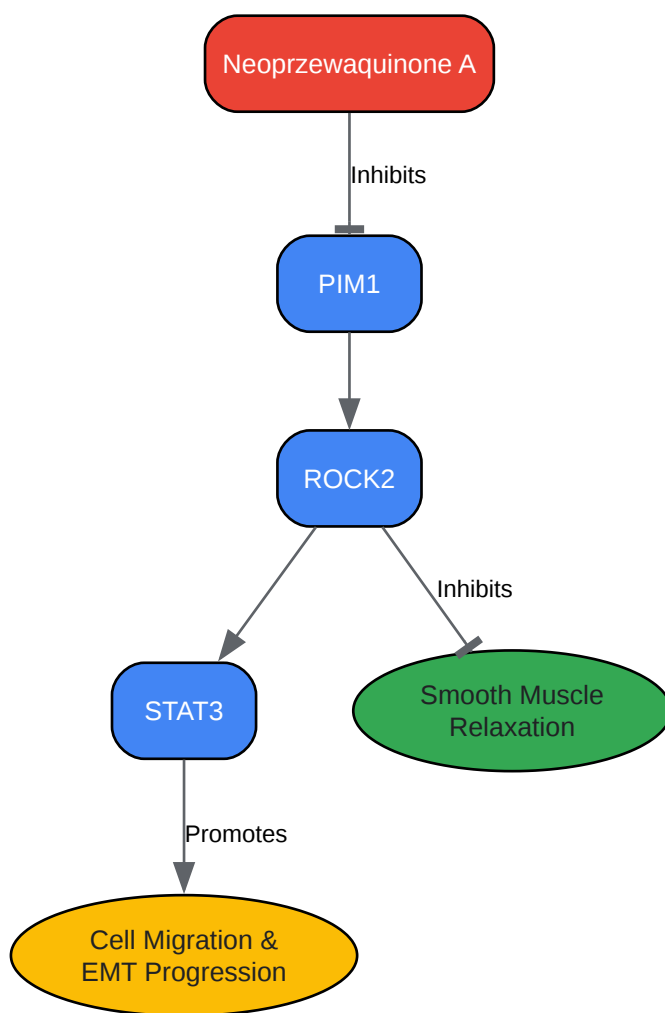 Neoprzewaquinone A
Inhibits
PIM1
ROCK2
Inhibits
STAT3
Smooth Muscle
Relaxation
Promotes
Cell Migration &
EMT Progression